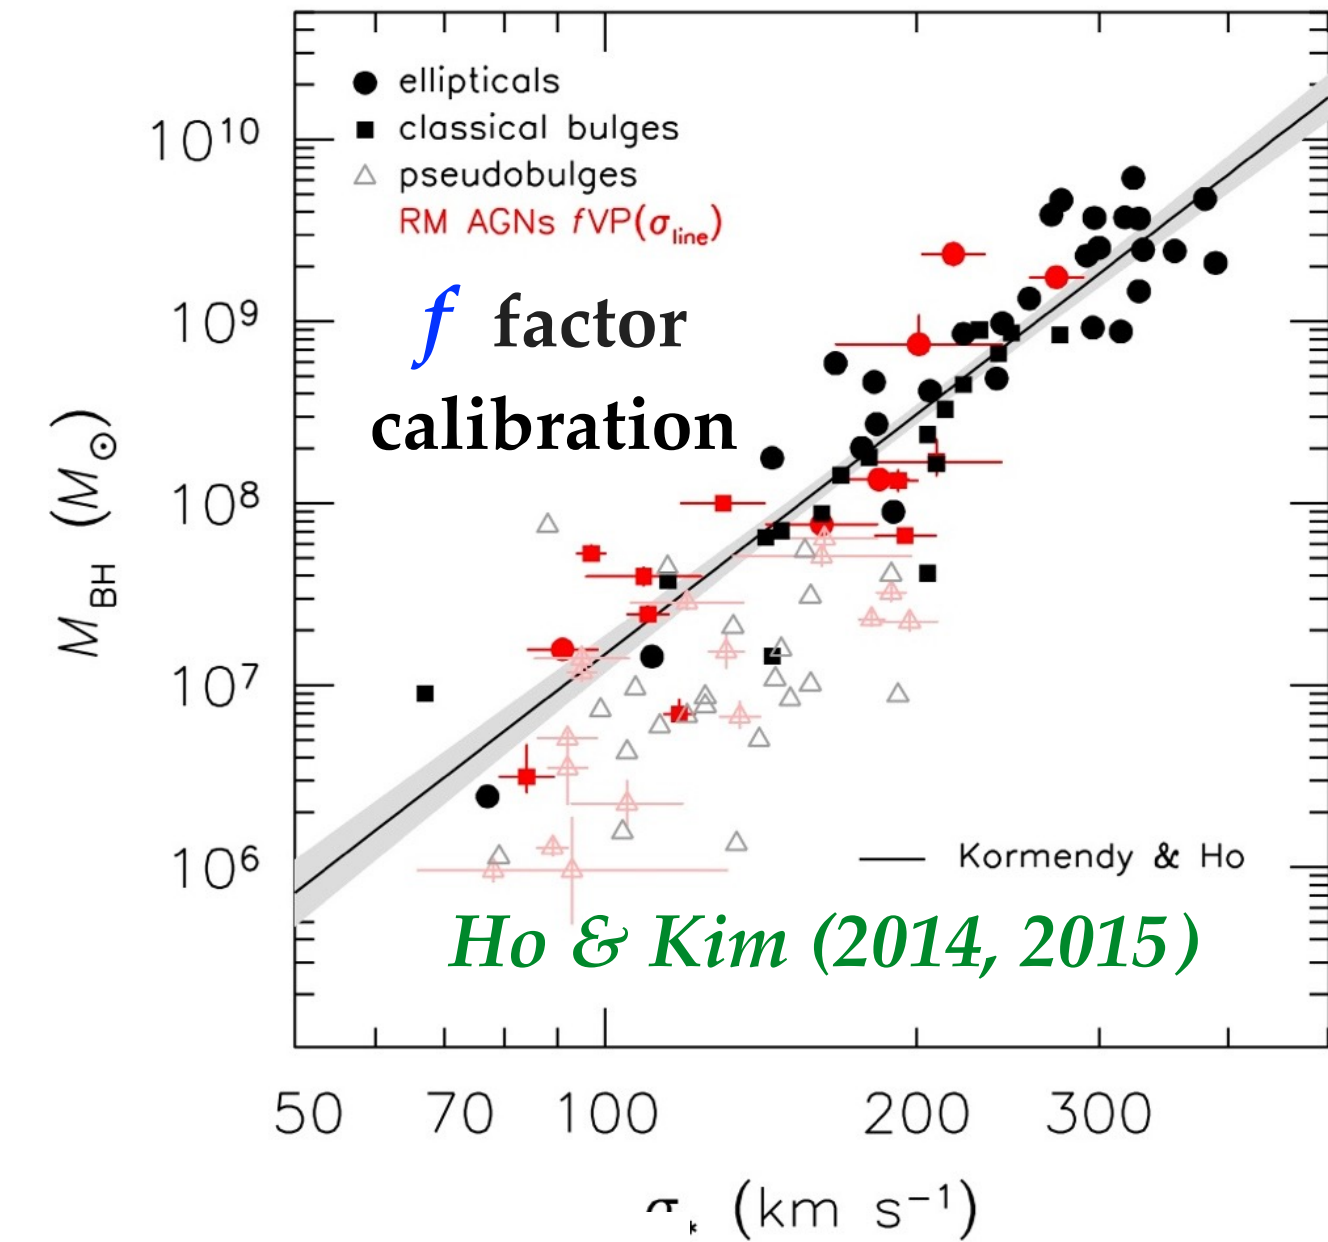 ellipticals
classical bulges
pseudobulges
RM AGNs fVP(σline)
f factor
calibration
10¹⁰
10⁹
10⁸
10⁷
10⁶
M_BH (M_⊙)
Kormendy & Ho
Ho & Kim (2014, 2015)
50 70 100 200 300
σ* (km s⁻¹)